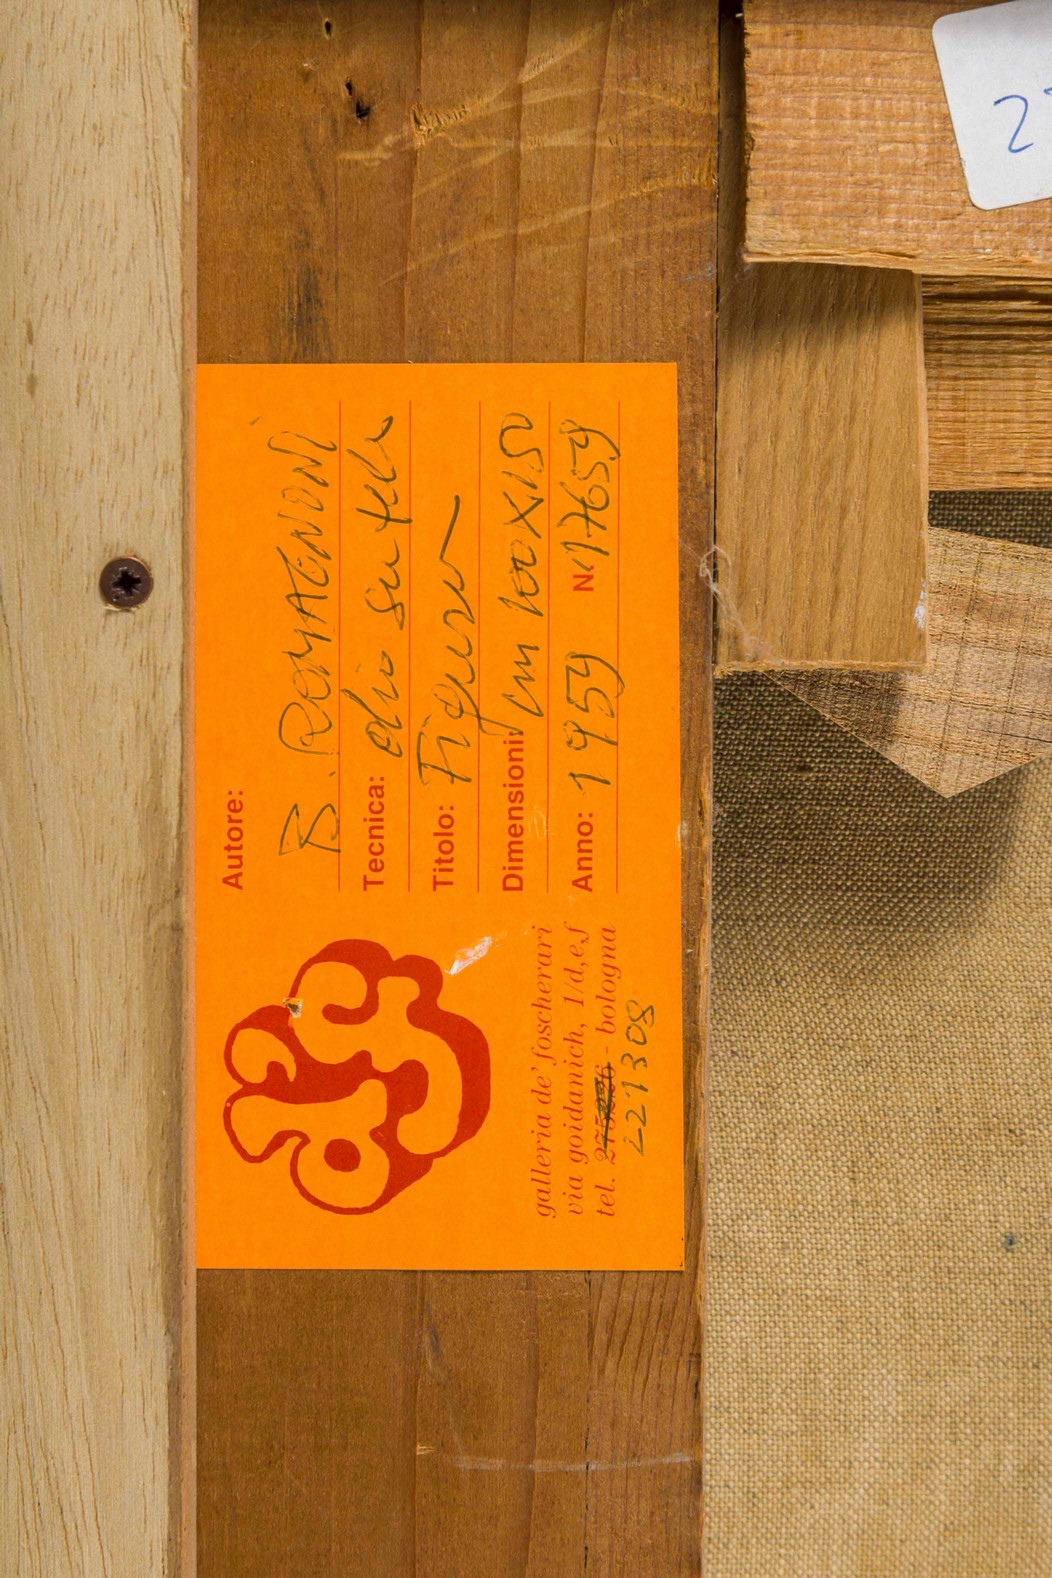 Autore:
B. ROMAGNONI
Tecnica: olio su tela
Titolo: Figura
Dimensioni cm 100X150
Anno: 1959 N. 17659
galleria de' foscherari
via goidanich, 1/d,e,f
tel. - bologna
221308